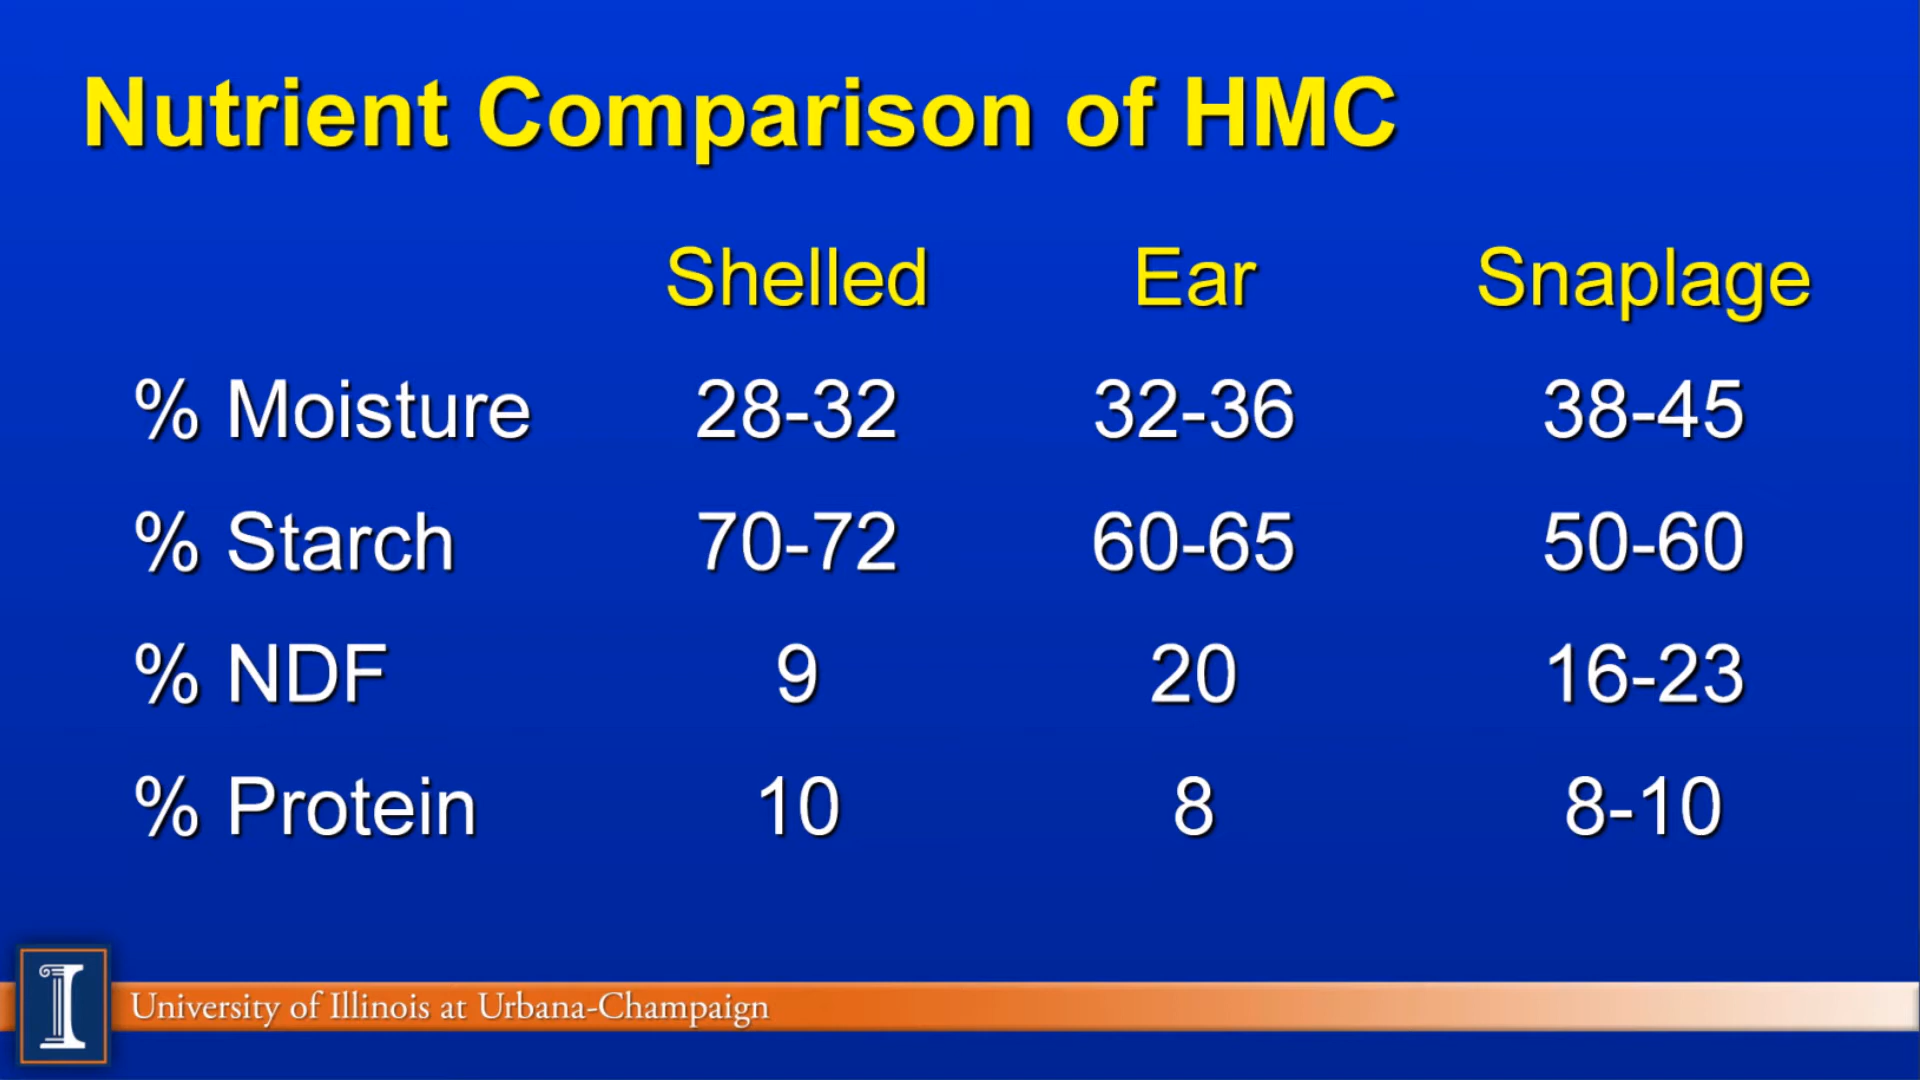 Nutrient Comparison of HMC
Shelled Ear Snaplage
% Moisture 28-32 32-36 38-45
% Starch 70-72 60-65 50-60
% NDF 9 20 16-23
% Protein 10 8 8-10
I
University of Illinois at Urbana-Champaign